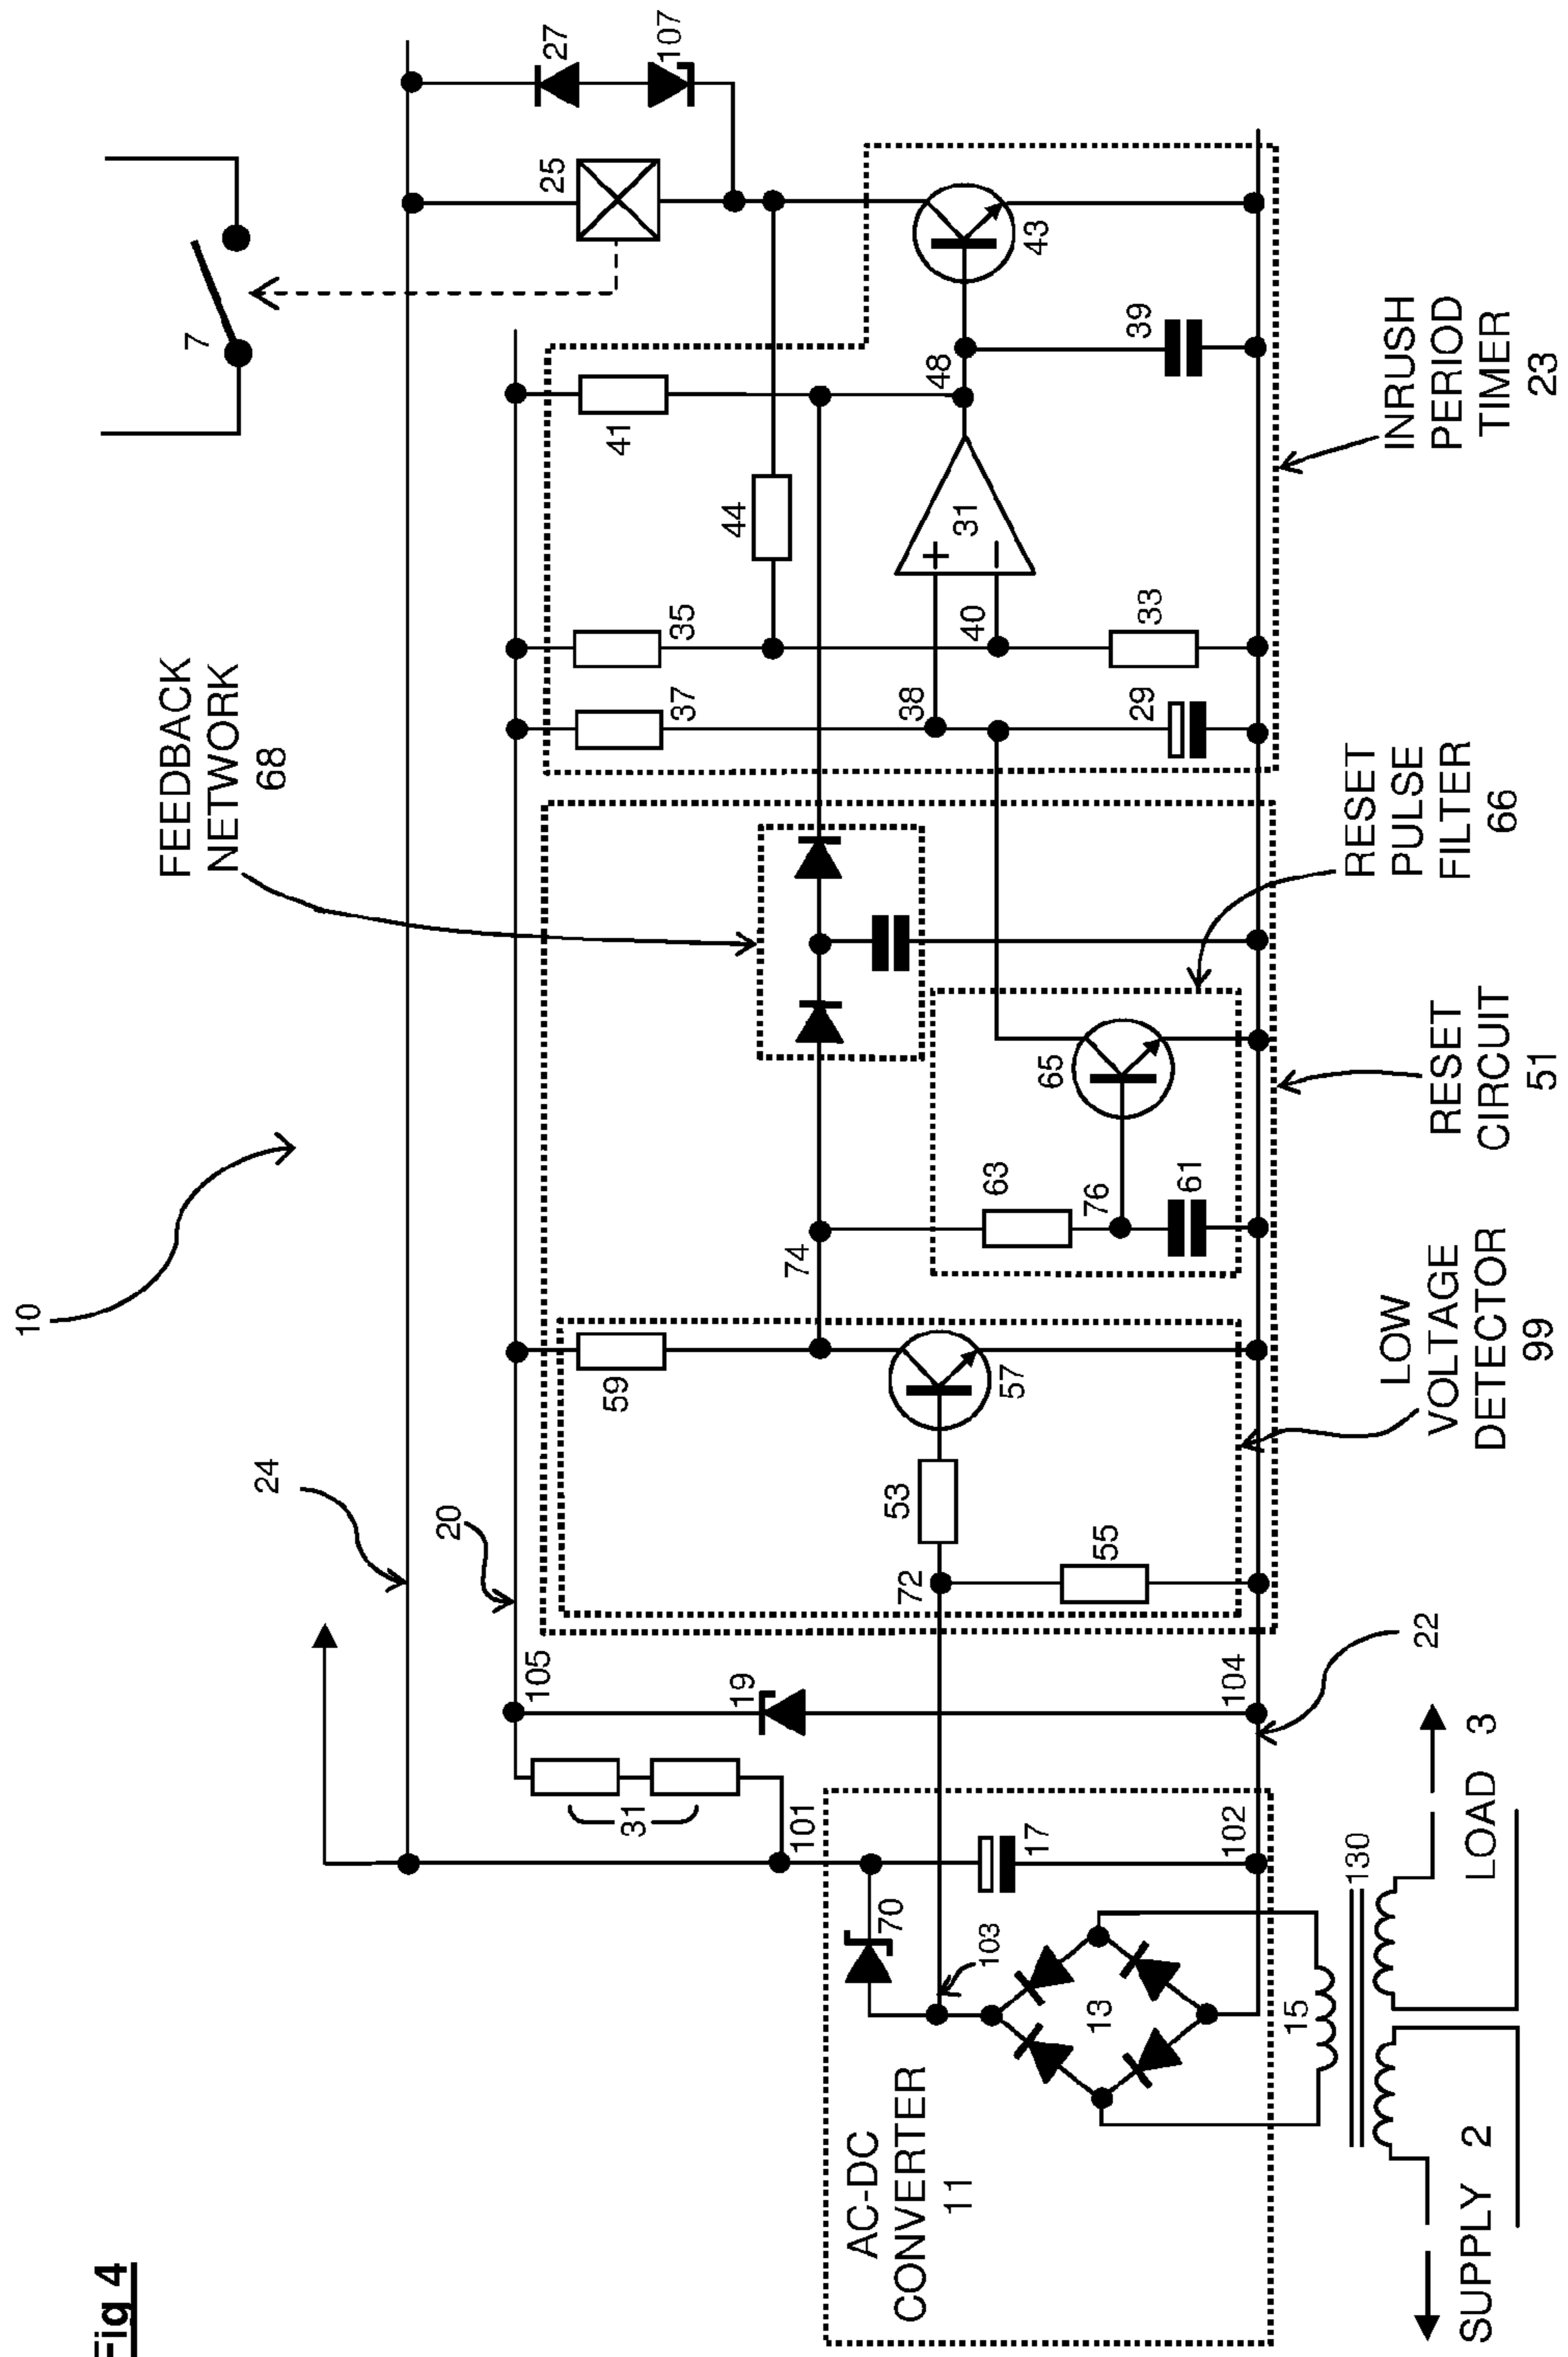 Fig 4
10
24
20
22
FEEDBACK
NETWORK
68
7
25
27
107
AC-DC
CONVERTER
11
70
103
13
15
17
101
102
31
105
19
104
130
SUPPLY 2
LOAD 3
72
53
55
59
57
74
63
76
61
65
37
35
38
40
29
33
44
41
31
48
39
43
LOW
VOLTAGE
DETECTOR
99
RESET
CIRCUIT
51
RESET
PULSE
FILTER
66
INRUSH
PERIOD
TIMER
23
+
−